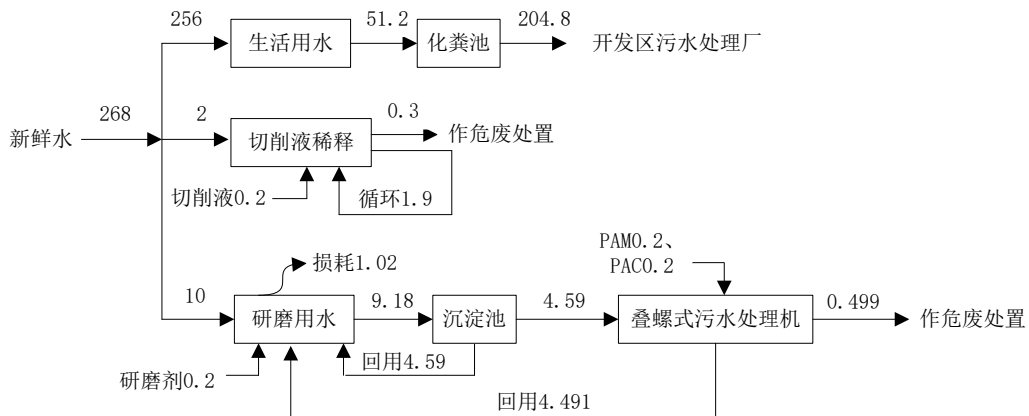 256
生活用水
51.2
化粪池
204.8
开发区污水处理厂
新鲜水
268
2
切削液稀释
0.3
作危废处置
切削液0.2
循环1.9
损耗1.02
PAM0.2、
PAC0.2
10
研磨用水
9.18
沉淀池
4.59
叠螺式污水处理机
0.499
作危废处置
研磨剂0.2
回用4.59
回用4.491